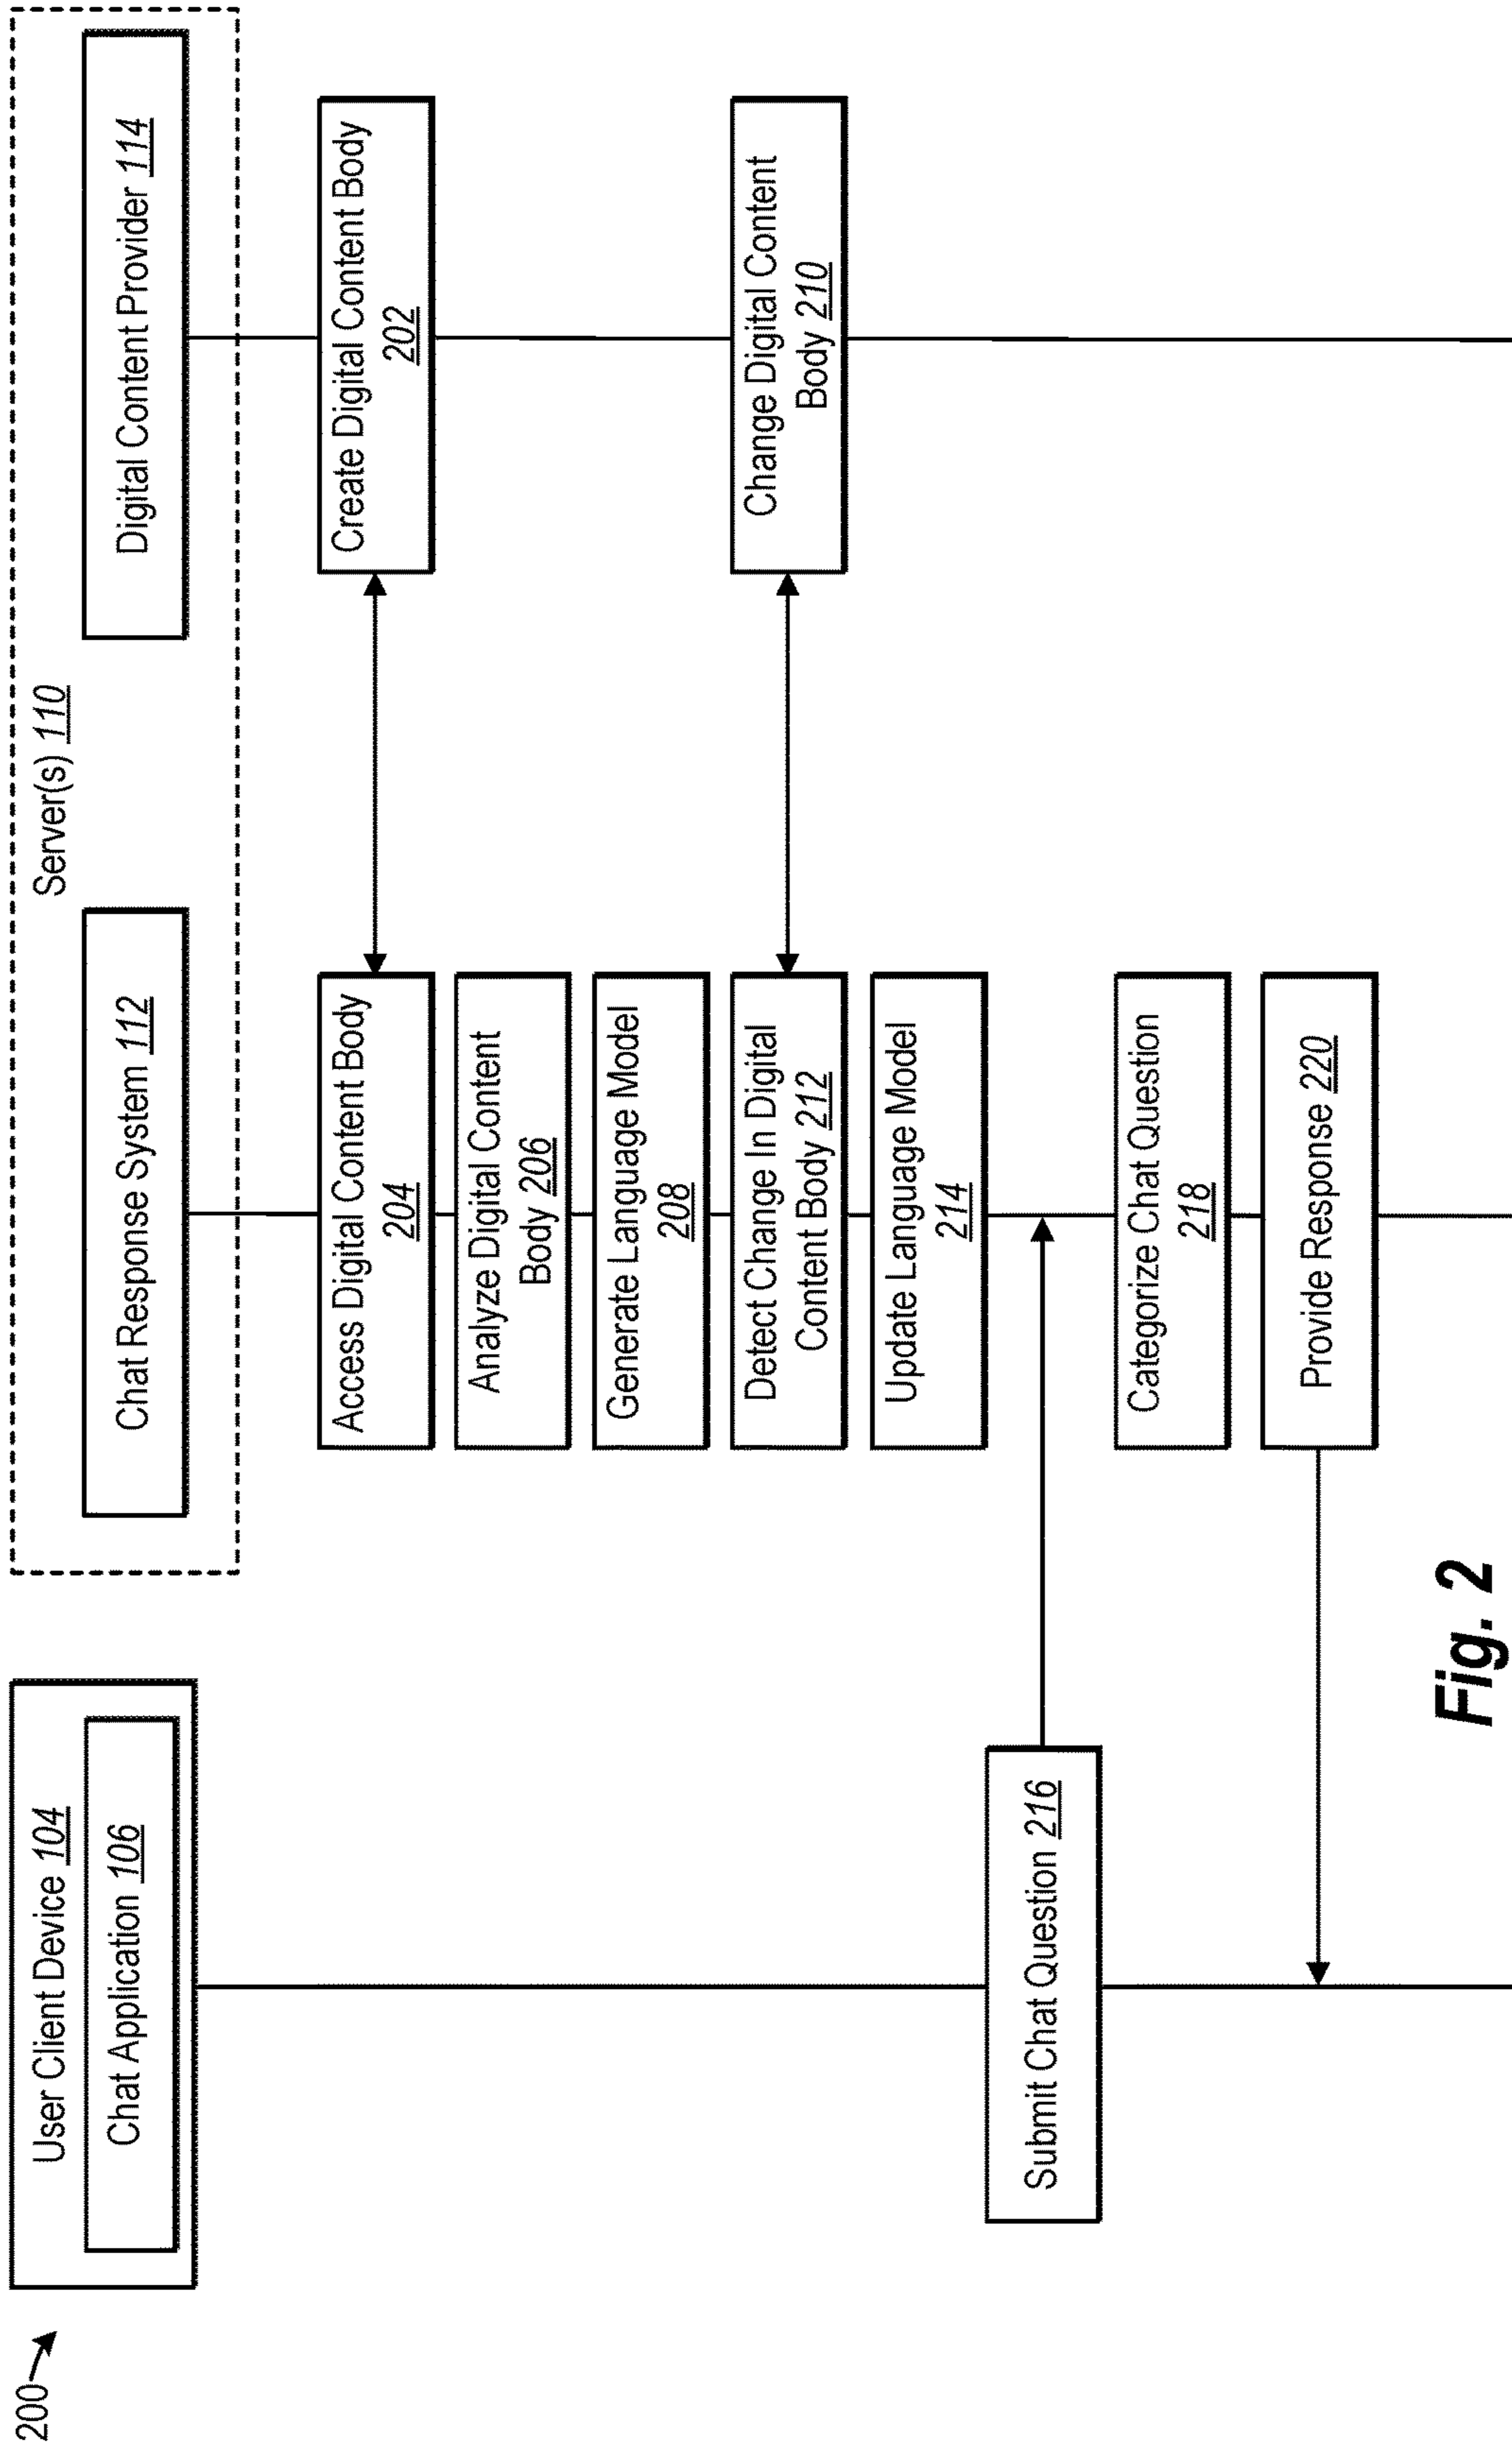 200
User Client Device 104
Chat Application 106
Server(s) 110
Chat Response System 112
Digital Content Provider 114
Access Digital Content Body
204
Create Digital Content Body
202
Analyze Digital Content
Body 206
Generate Language Model
208
Detect Change In Digital
Content Body 212
Change Digital Content
Body 210
Update Language Model
214
Submit Chat Question 216
Categorize Chat Question
218
Provide Response 220
Fig. 2